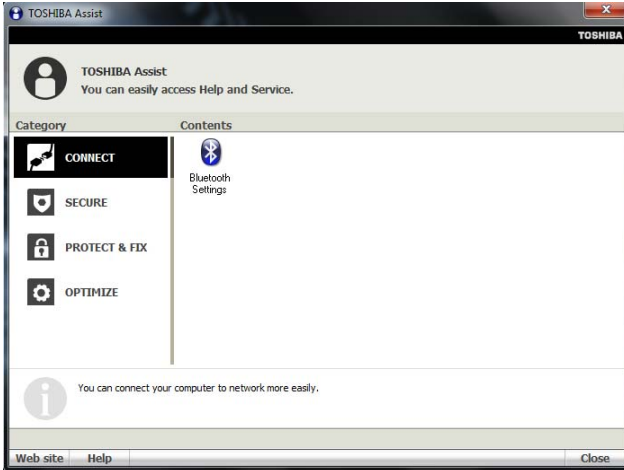 TOSHIBA Assist
TOSHIBA
TOSHIBA Assist
You can easily access Help and Service.
Category
Contents
CONNECT
SECURE
PROTECT & FIX
OPTIMIZE
Bluetooth
Settings
You can connect your computer to network more easily.
Web site Help Close